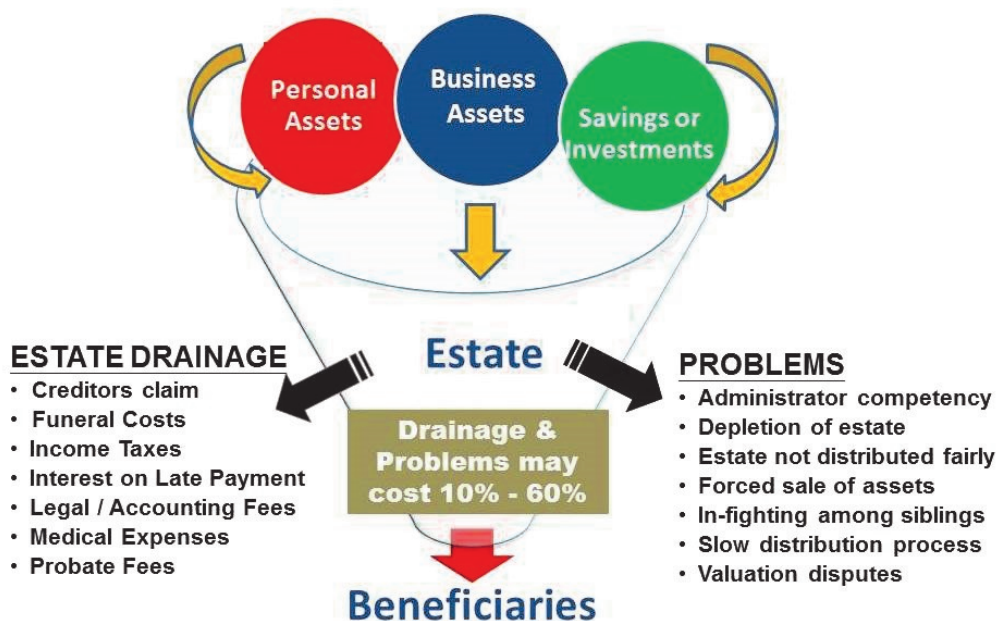 Personal
Assets
Business
Assets
Savings or
Investments
ESTATE DRAINAGE
• Creditors claim
• Funeral Costs
• Income Taxes
• Interest on Late Payment
• Legal / Accounting Fees
• Medical Expenses
• Probate Fees
Estate
Drainage &
Problems may
cost 10% - 60%
PROBLEMS
• Administrator competency
• Depletion of estate
• Estate not distributed fairly
• Forced sale of assets
• In-fighting among siblings
• Slow distribution process
• Valuation disputes
Beneficiaries